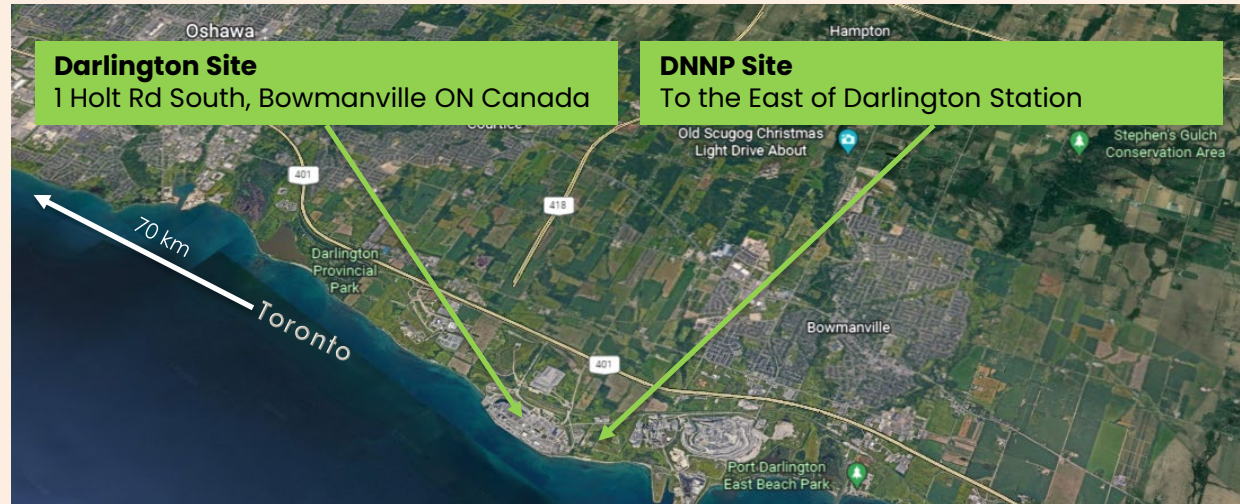 Oshawa
Hampton
Darlington Site
1 Holt Rd South, Bowmanville ON Canada
DNNP Site
To the East of Darlington Station
Courtice
Old Scugog Christmas
Light Drive About
Stephen's Gulch
Conservation Area
401
418
70 km
Darlington
Provincial
Park
Toronto
Bowmanville
401
Port Darlington
East Beach Park